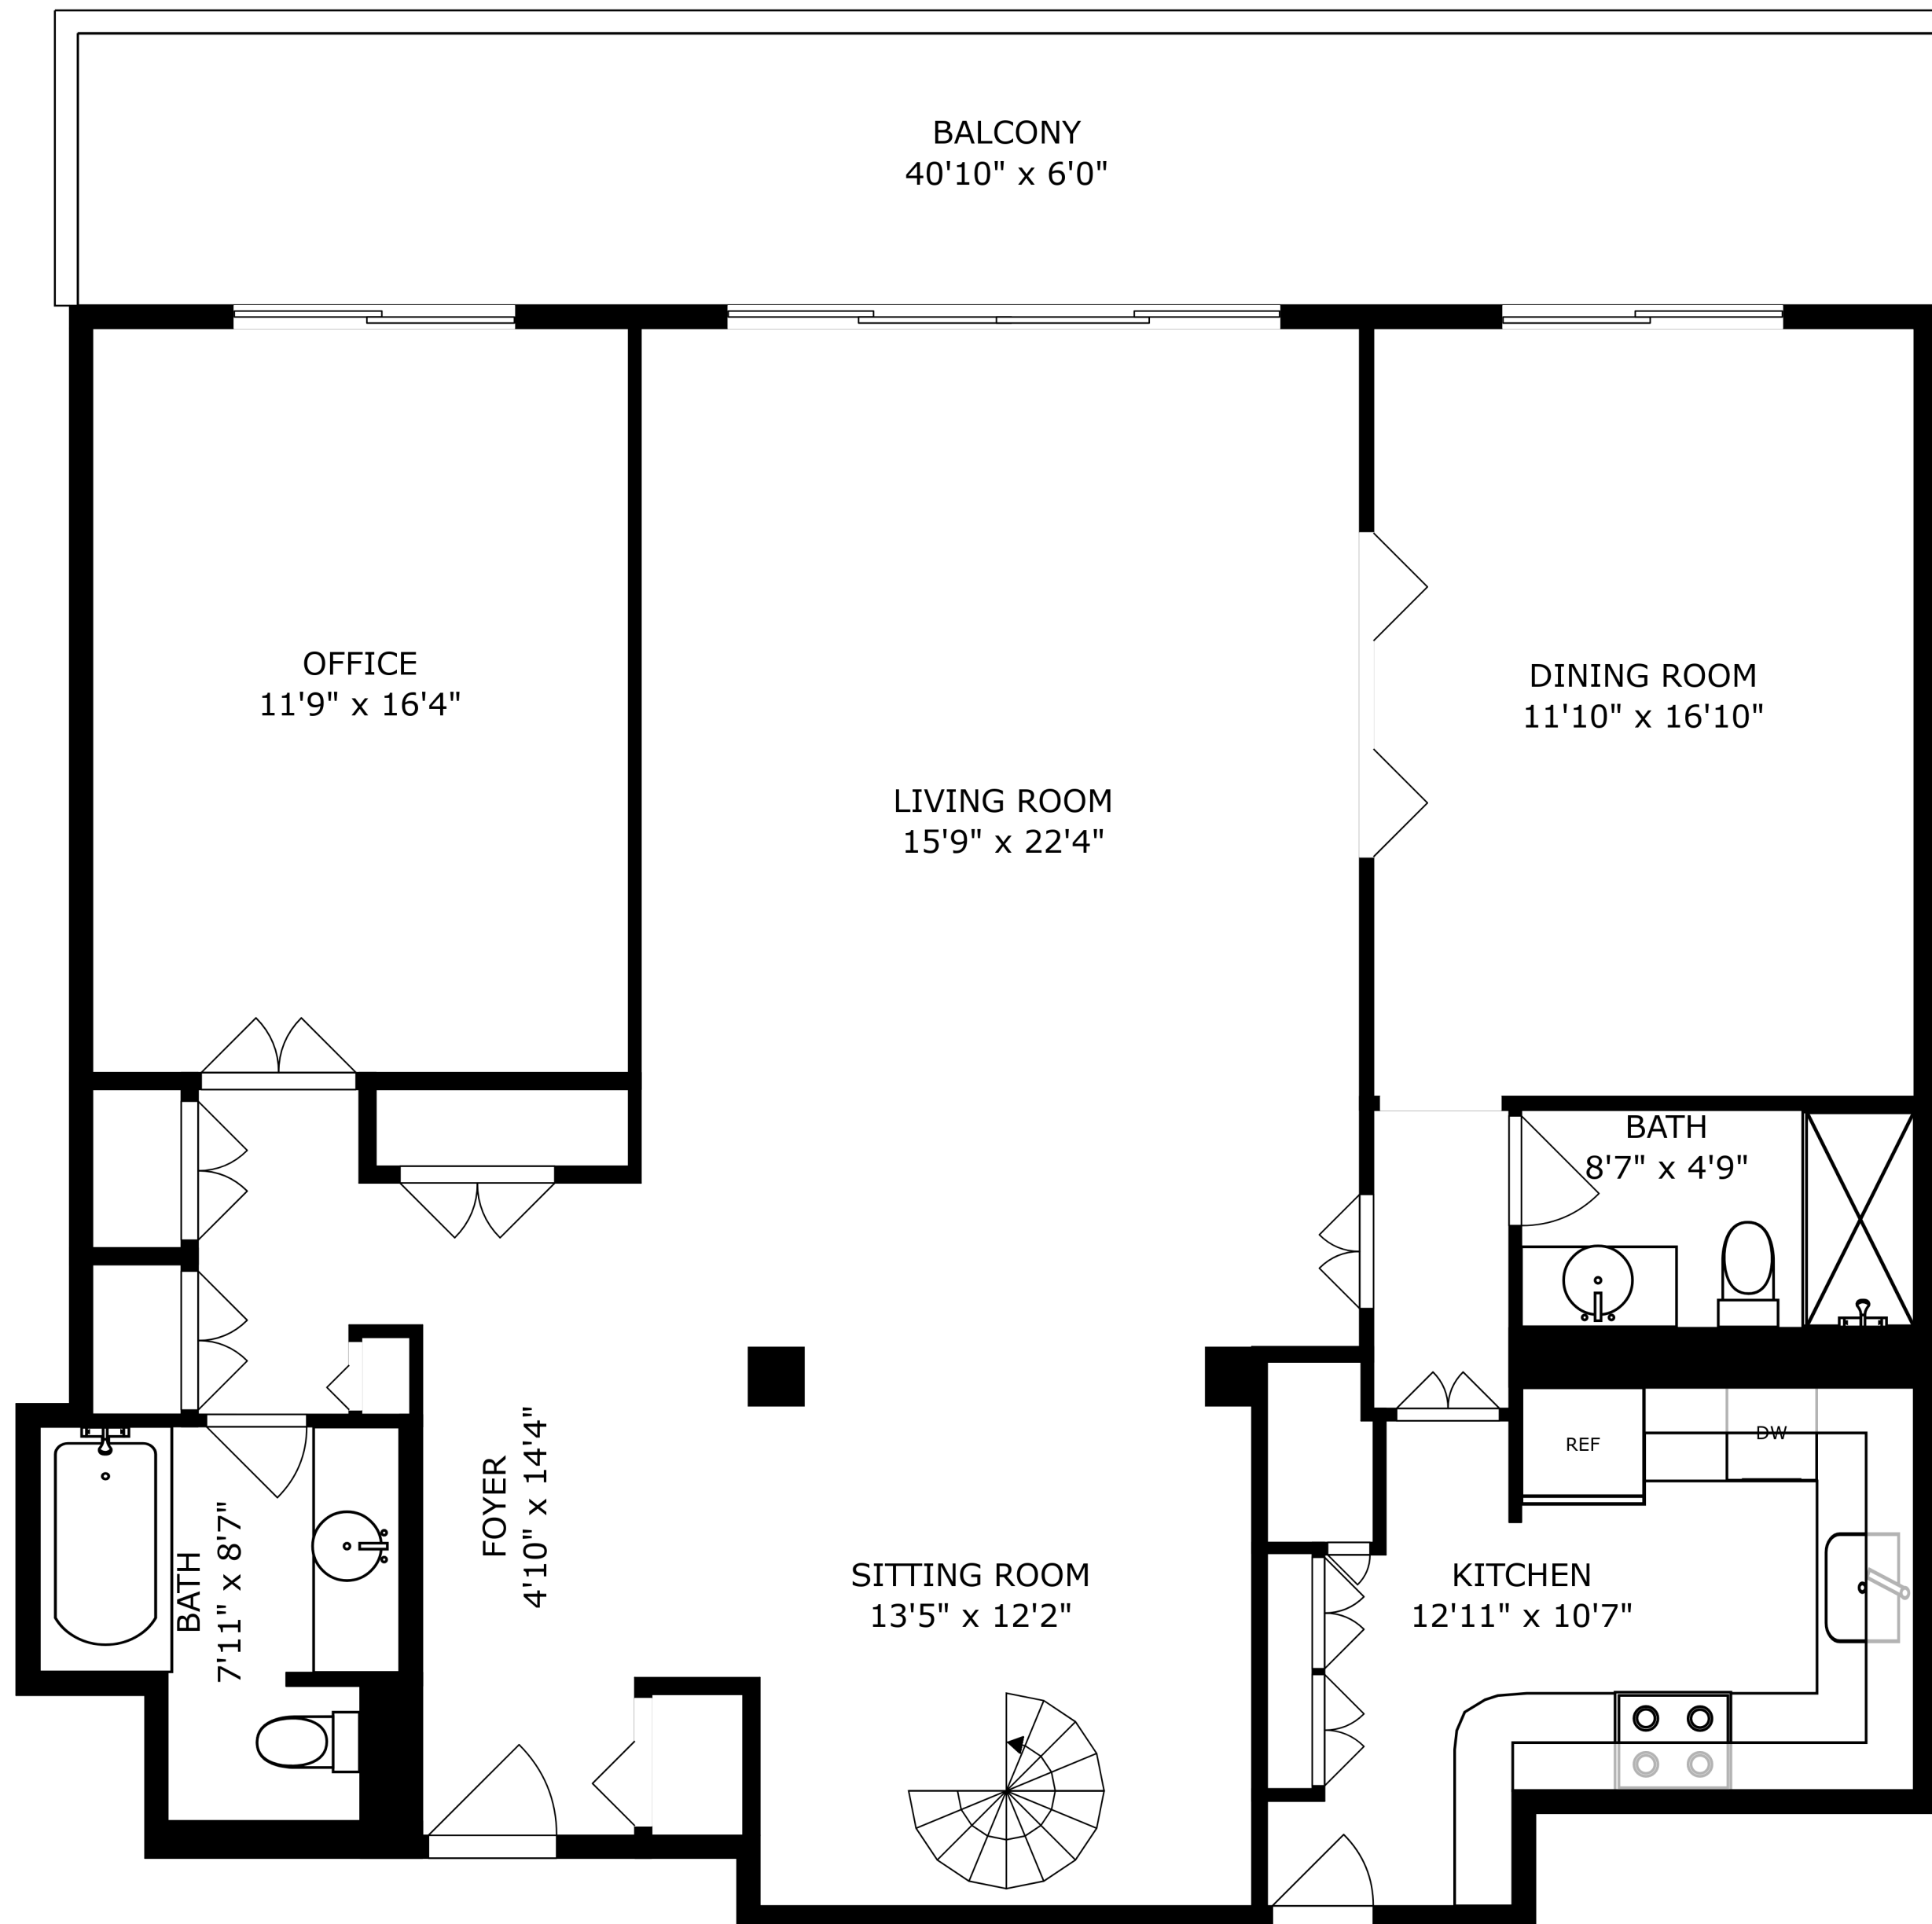 BALCONY
40'10" x 6'0"
OFFICE
11'9" x 16'4"
DINING ROOM
11'10" x 16'10"
LIVING ROOM
15'9" x 22'4"
BATH
8'7" x 4'9"
REF
DW
FOYER
4'10" x 14'4"
BATH
7'11" x 8'7"
SITTING ROOM
13'5" x 12'2"
KITCHEN
12'11" x 10'7"